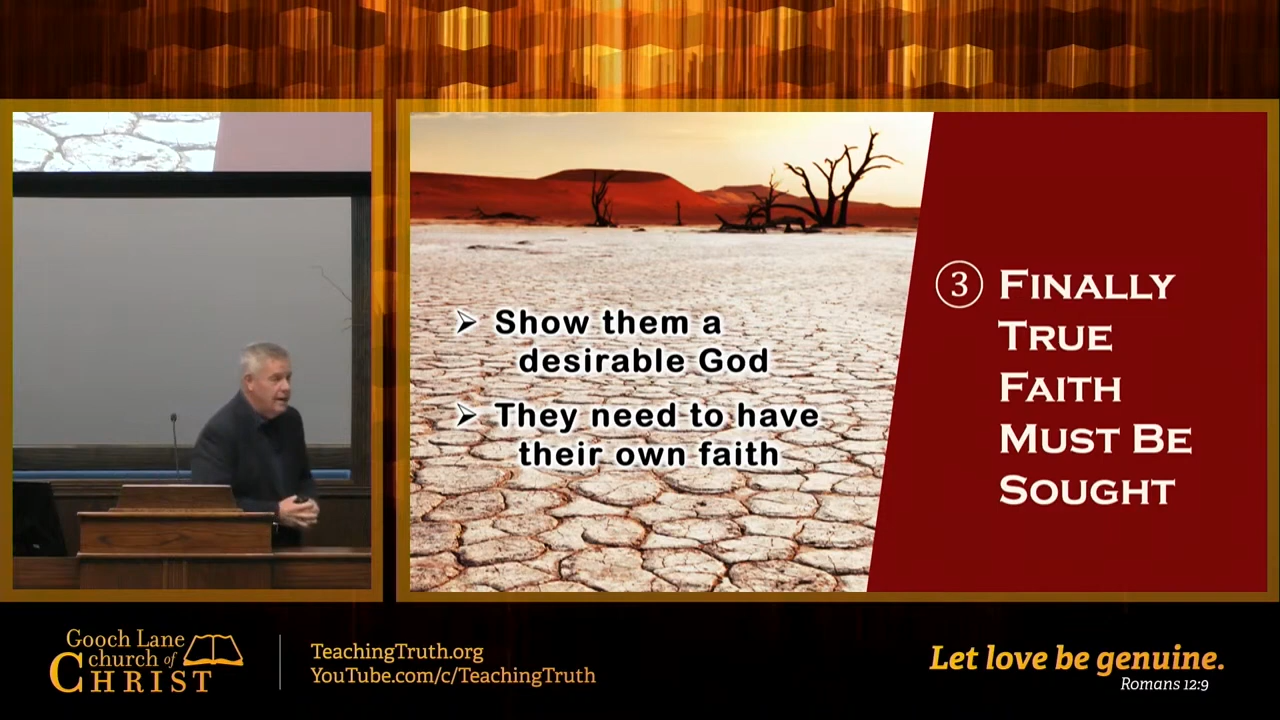 ➢ Show them a
desirable God
➢ They need to have
their own faith
③ FINALLY
TRUE
FAITH
MUST BE
SOUGHT
Gooch Lane
church of
CHRIST
TeachingTruth.org
YouTube.com/c/TeachingTruth
Let love be genuine.
Romans 12:9